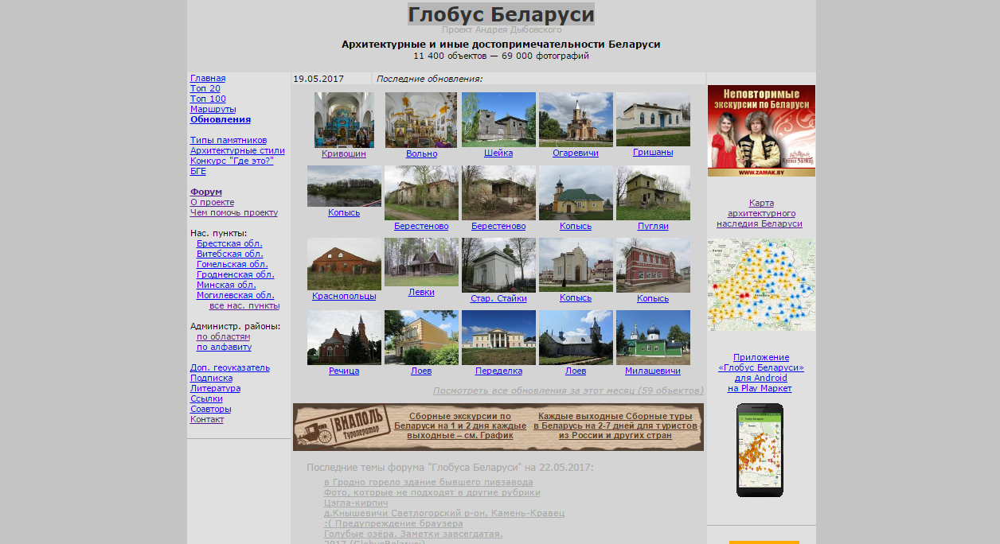 Глобус Беларуси
Проект Андрея Дыбовского
Архитектурные и иные достопримечательности Беларуси
11 400 объектов — 69 000 фотографий
Главная
Топ 20
Топ 100
Маршруты
Обновления
Типы памятников
Архитектурные стили
Конкурс "Где это?"
БГЕ
Форум
О проекте
Чем помочь проекту
Нас. пункты:
Брестская обл.
Витебская обл.
Гомельская обл.
Гродненская обл.
Минская обл.
Могилевская обл.
все нас. пункты
Администр. районы:
по областям
по алфавиту
Доп. геоуказатель
Подписка
Литература
Ссылки
Соавторы
Контакт
19.05.2017 Последние обновления:
Кривошин Вольно Шейка Огаревичи Гришаны
Копысь Берестеново Берестеново Копысь Пугляи
Краснопольцы Левки Стар. Стайки Копысь Копысь
Речица Лоев Переделка Лоев Милашевичи
Посмотреть все обновления за этот месяц (59 объектов)
ВИАПОЛЬ
Туроператор
Сборные экскурсии по
Беларуси на 1 и 2 дня каждые
выходные – см. График
Каждые выходные Сборные туры
в Беларусь на 2-7 дней для туристов
из России и других стран
Последние темы форума "Глобуса Беларуси" на 22.05.2017:
в Гродно горело здание бывшего пивзавода
Фото, которые не подходят в другие рубрики
Цэгла-кирпич
д.Кнышевичи Светлогорский р-он. Камень-Кравец
:( Предупреждение браузера
Голубые озёра. Заметки завсегдатая.
2017 (GlobusBelarusi)
Неповторимые
экскурсии по Беларуси
WWW.ZAMAK.BY
Карта
архитектурного
наследия Беларуси
Приложение
«Глобус Беларуси»
для Android
на Play Маркет